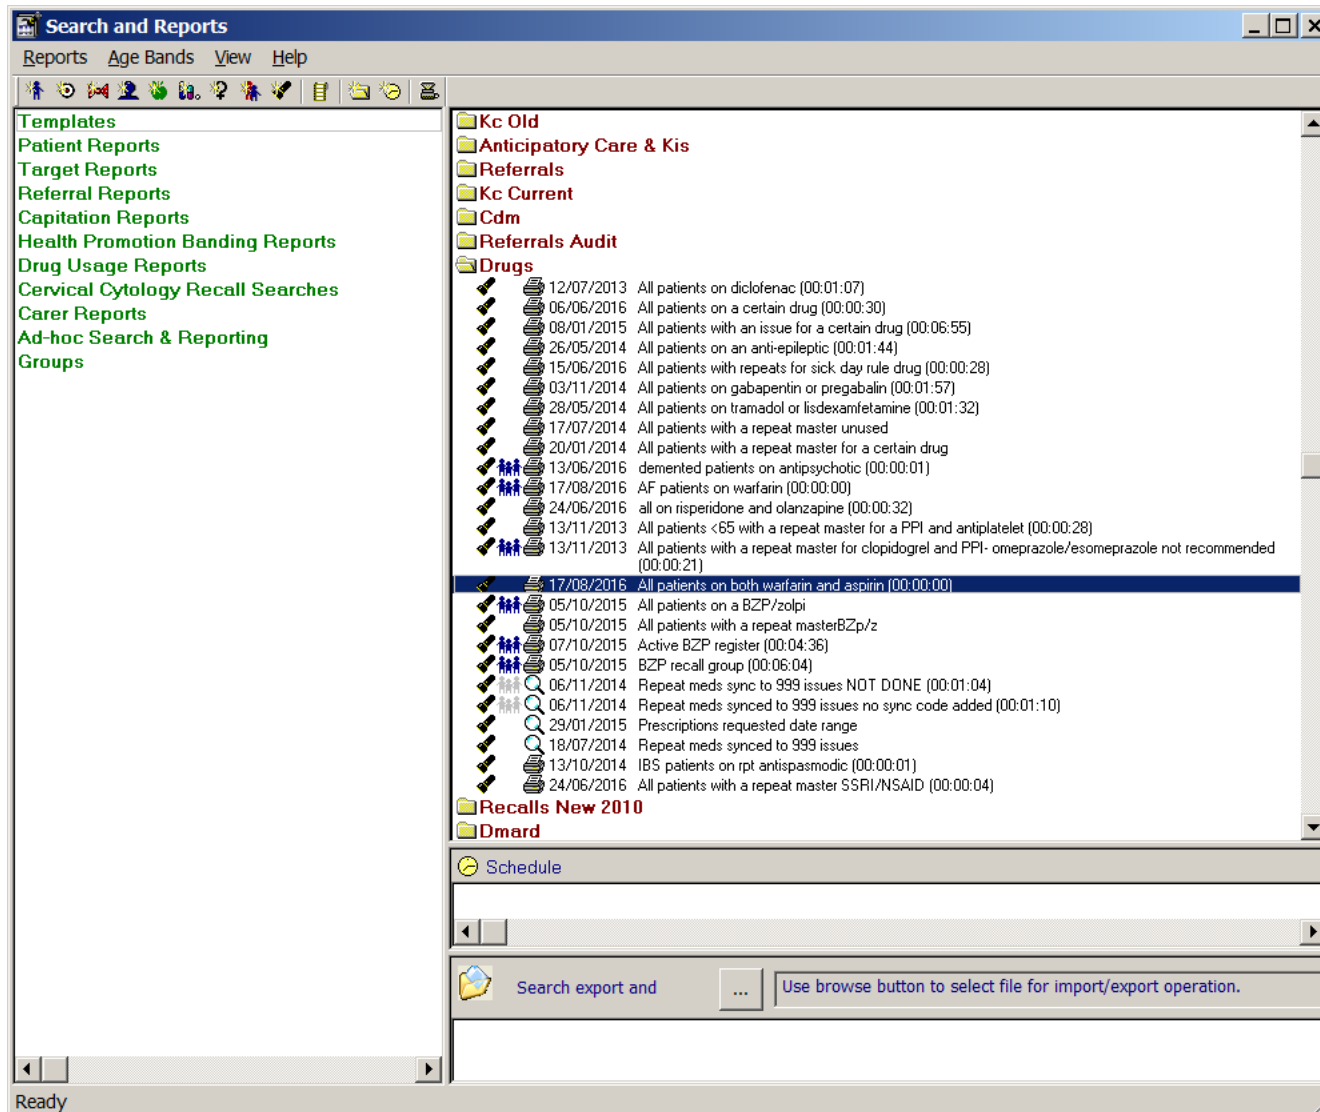 Search and Reports
Reports Age Bands View Help
Templates
Patient Reports
Target Reports
Referral Reports
Capitation Reports
Health Promotion Banding Reports
Drug Usage Reports
Cervical Cytology Recall Searches
Carer Reports
Ad-hoc Search & Reporting
Groups
Kc Old
Anticipatory Care & Kis
Referrals
Kc Current
Cdm
Referrals Audit
Drugs
12/07/2013 All patients on diclofenac (00:01:07)
06/06/2016 All patients on a certain drug (00:00:30)
08/01/2015 All patients with an issue for a certain drug (00:06:55)
26/05/2014 All patients on an anti-epileptic (00:01:44)
15/06/2016 All patients with repeats for sick day rule drug (00:00:28)
03/11/2014 All patients on gabapentin or pregabalin (00:01:57)
28/05/2014 All patients on tramadol or lisdexamfetamine (00:01:32)
17/07/2014 All patients with a repeat master unused
20/01/2014 All patients with a repeat master for a certain drug
13/06/2016 demented patients on antipsychotic (00:00:01)
17/08/2016 AF patients on warfarin (00:00:00)
24/06/2016 all on risperidone and olanzapine (00:00:32)
13/11/2013 All patients <65 with a repeat master for a PPI and antiplatelet (00:00:28)
13/11/2013 All patients with a repeat master for clopidogrel and PPI- omeprazole/esomeprazole not recommended
(00:00:21)
17/08/2016 All patients on both warfarin and aspirin (00:00:00)
05/10/2015 All patients on a BZP/zolpi
05/10/2015 All patients with a repeat masterBZp/z
07/10/2015 Active BZP register (00:04:36)
05/10/2015 BZP recall group (00:06:04)
06/11/2014 Repeat meds sync to 999 issues NOT DONE (00:01:04)
06/11/2014 Repeat meds synced to 999 issues no sync code added (00:01:10)
29/01/2015 Prescriptions requested date range
18/07/2014 Repeat meds synced to 999 issues
13/10/2014 IBS patients on rpt antispasmodic (00:00:01)
24/06/2016 All patients with a repeat master SSRI/NSAID (00:00:04)
Recalls New 2010
Dmard
Schedule
Search export and ... Use browse button to select file for import/export operation.
Ready